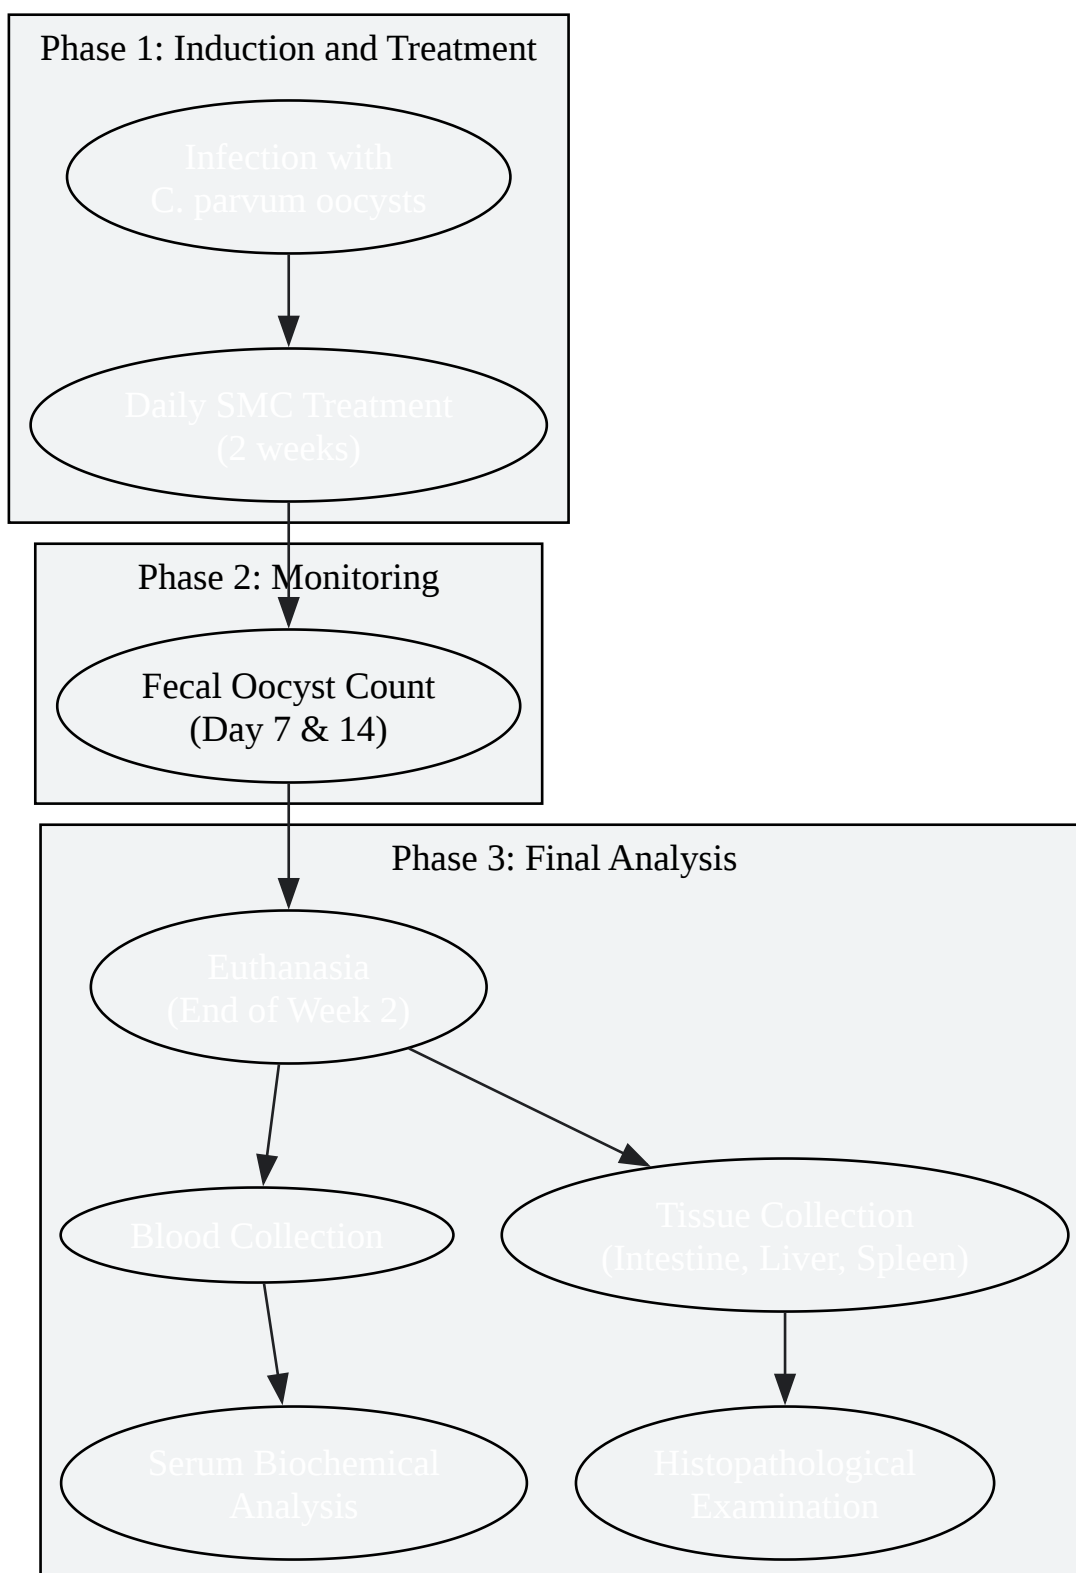 Phase 1: Induction and Treatment
Infection with
C. parvum oocysts
Daily SMC Treatment
(2 weeks)
Phase 2: Monitoring
Fecal Oocyst Count
(Day 7 & 14)
Phase 3: Final Analysis
Euthanasia
(End of Week 2)
Blood Collection
Tissue Collection
(Intestine, Liver, Spleen)
Serum Biochemical
Analysis
Histopathological
Examination